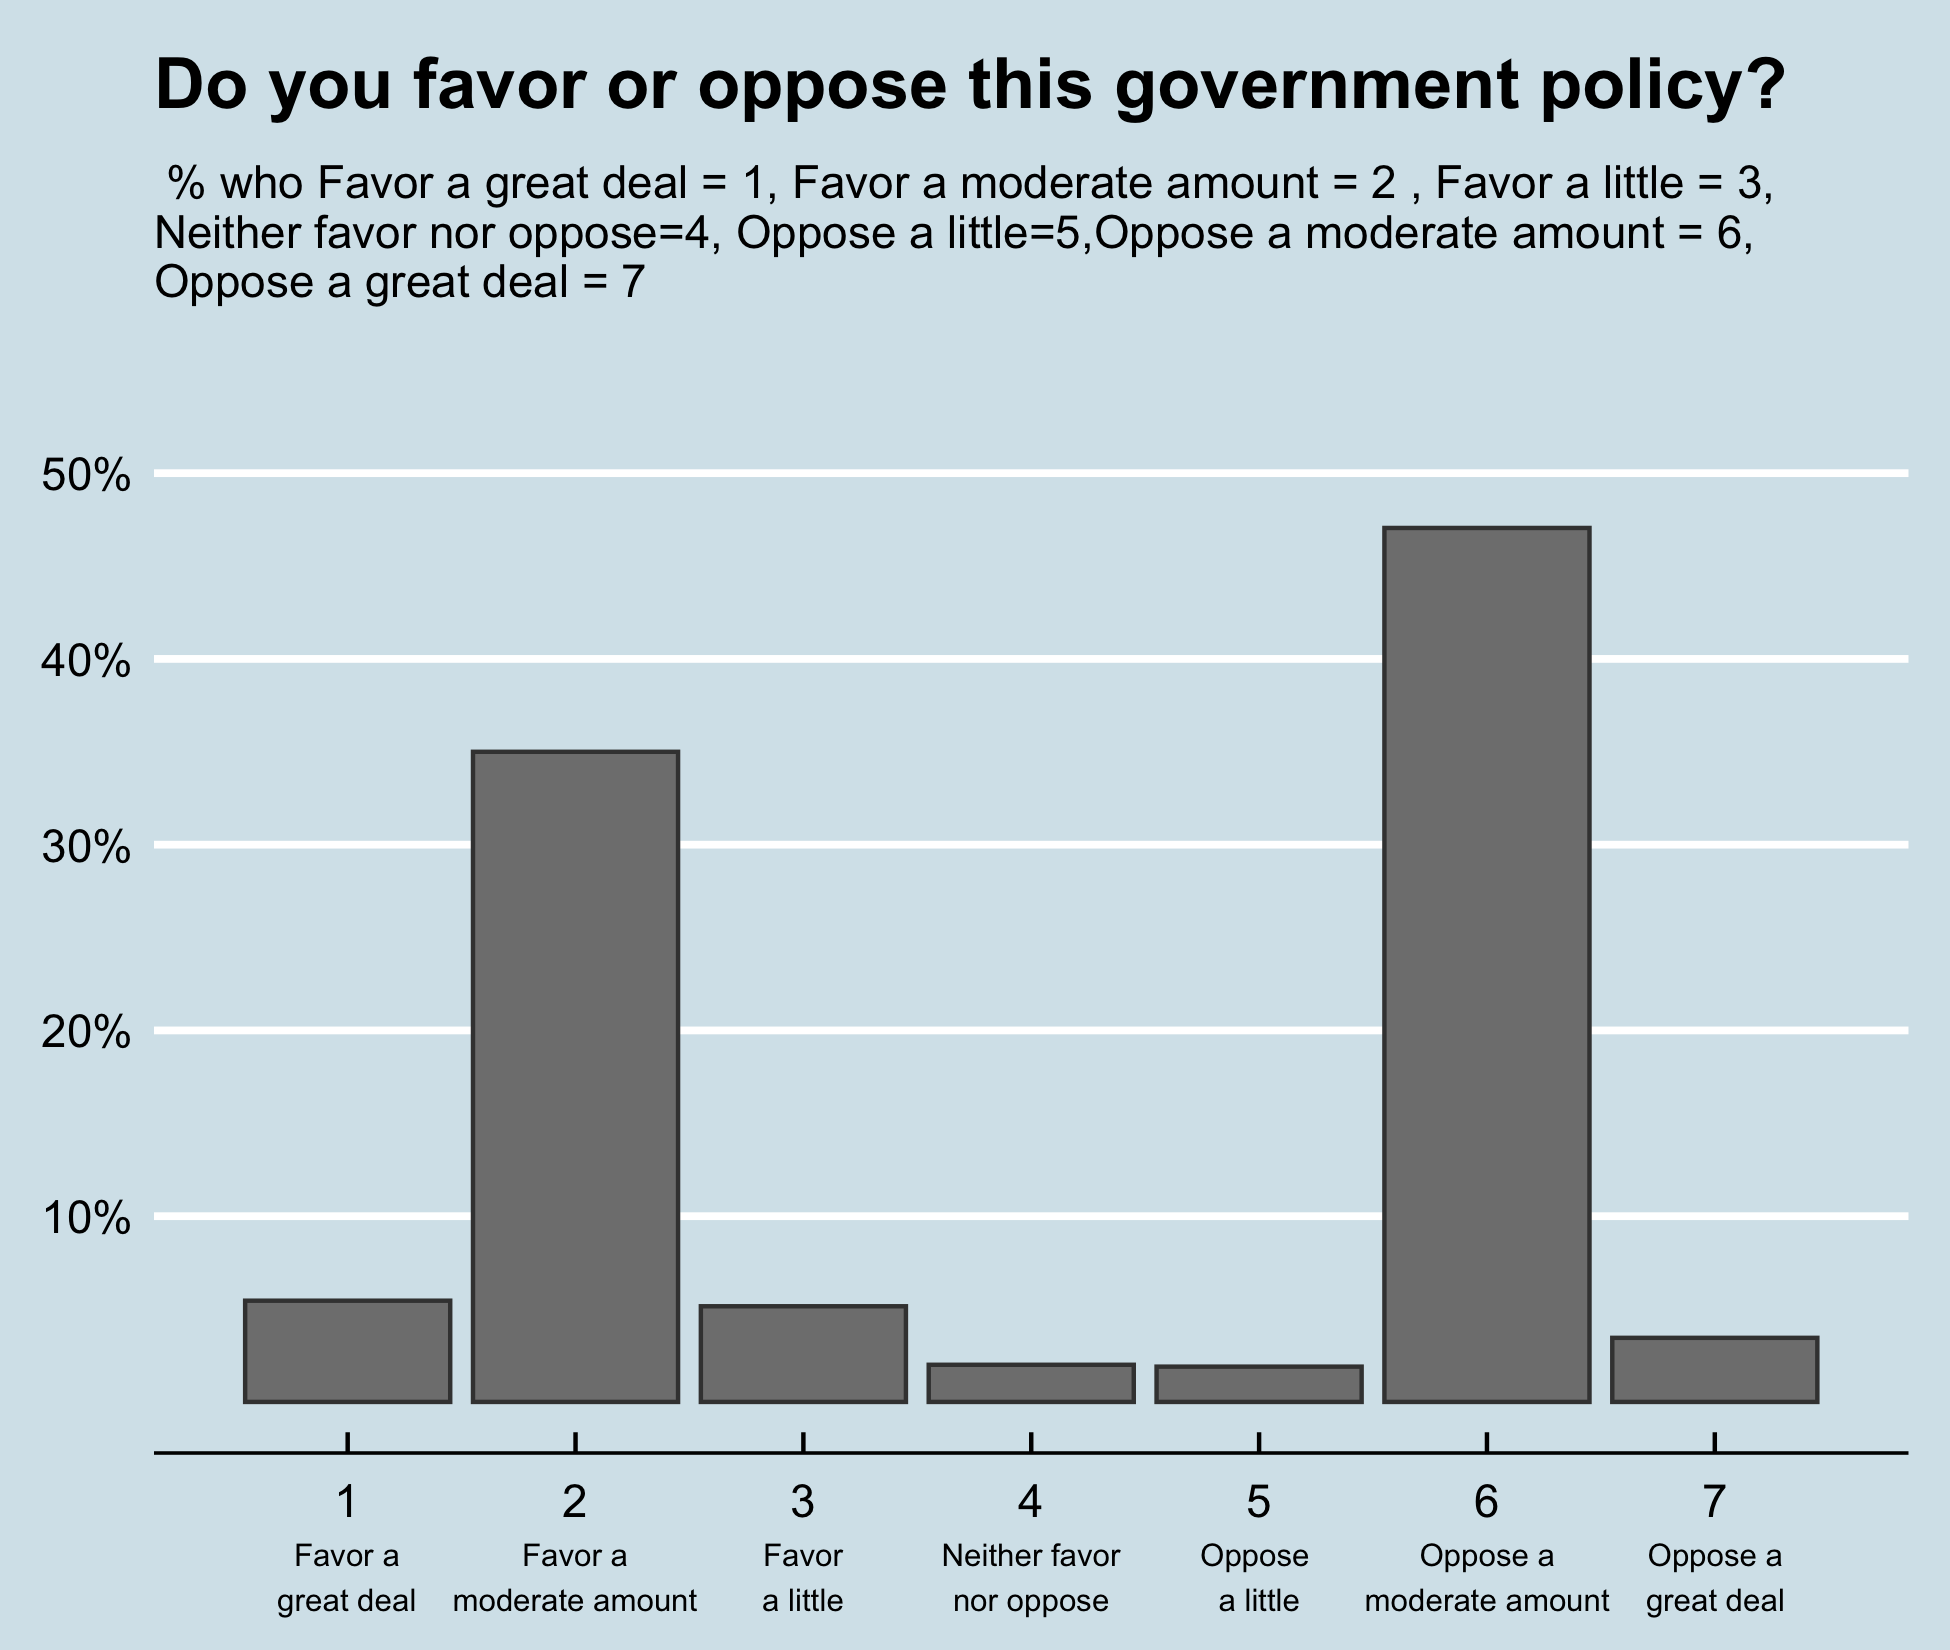 Do you favor or oppose this government policy?
% who Favor a great deal = 1, Favor a moderate amount = 2 , Favor a little = 3,
Neither favor nor oppose=4, Oppose a little=5,Oppose a moderate amount = 6,
Oppose a great deal = 7
50%
40%
30%
20%
10%
1 2 3 4 5 6 7
Favor a Favor a Favor Neither favor Oppose Oppose a Oppose a
great deal moderate amount a little nor oppose a little moderate amount great deal